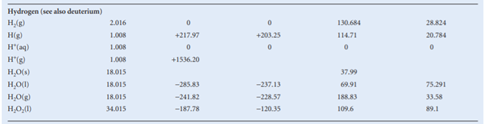 Hydrogen (see also deuterium)
H₂(g) 2.016 0 0 130.684 28.824
H(g) 1.008 +217.97 +203.25 114.71 20.784
H⁺(aq) 1.008 0 0 0 0
H⁺(g) 1.008 +1536.20
H₂O(s) 18.015 37.99
H₂O(l) 18.015 −285.83 −237.13 69.91 75.291
H₂O(g) 18.015 −241.82 −228.57 188.83 33.58
H₂O₂(l) 34.015 −187.78 −120.35 109.6 89.1